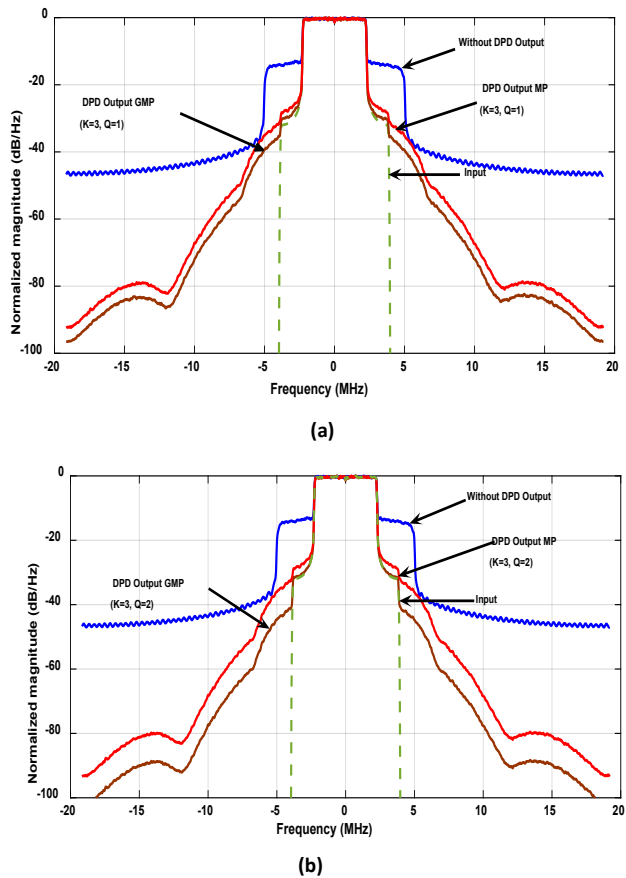 0
-20
-40
-60
-80
-100
Normalized magnitude (dB/Hz)
Without DPD Output
DPD Output GMP
(K=3, Q=1)
DPD Output MP
(K=3, Q=1)
Input
-20 -15 -10 -5 0 5 10 15 20
Frequency (MHz)
(a)
0
-20
-40
-60
-80
-100
Normalized magnitude (dB/Hz)
Without DPD Output
DPD Output MP
(K=3, Q=2)
DPD Output GMP
(K=3, Q=2)
Input
-20 -15 -10 -5 0 5 10 15 20
Frequency (MHz)
(b)